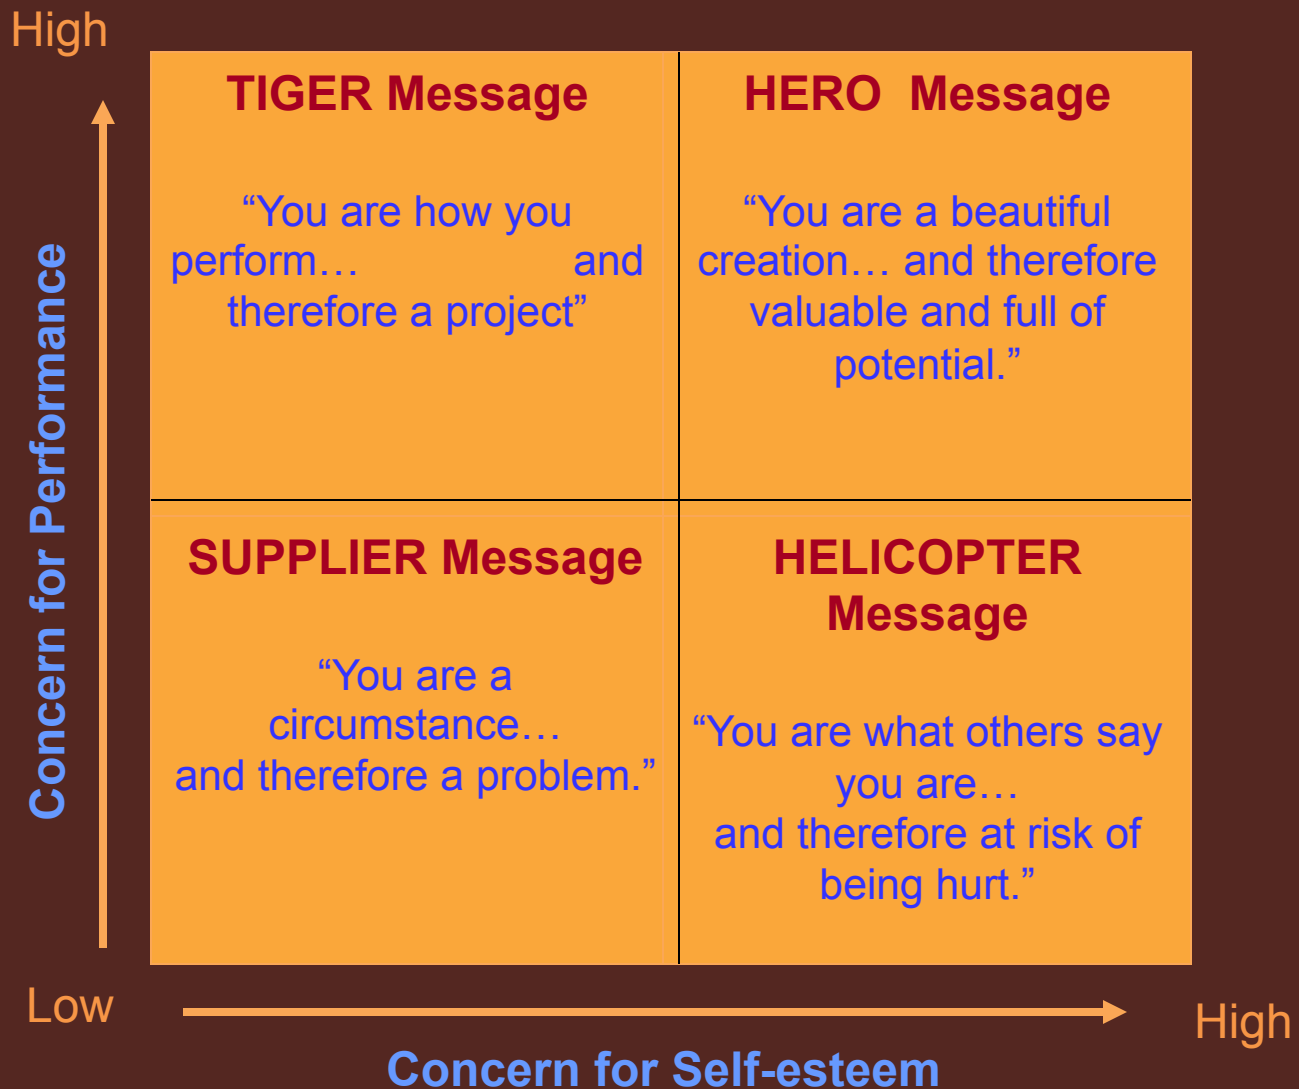 High
TIGER Message
“You are how you
perform… and
therefore a project”
HERO Message
“You are a beautiful
creation… and therefore
valuable and full of
potential.”
Concern for Performance
SUPPLIER Message
“You are a
circumstance…
and therefore a problem.”
HELICOPTER
Message
“You are what others say
you are…
and therefore at risk of
being hurt.”
Low
High
Concern for Self-esteem